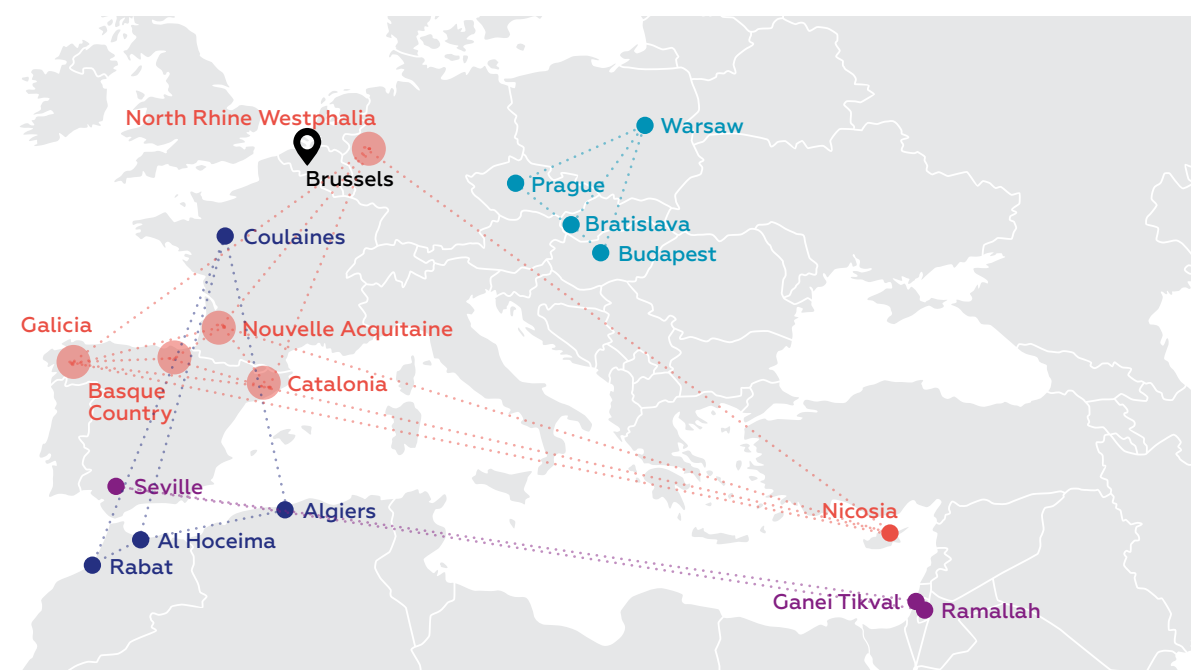 North Rhine Westphalia
Warsaw
Brussels
Prague
Bratislava
Coulaines
Budapest
Galicia
Nouvelle Acquitaine
Catalonia
Basque
Country
Seville
Algiers
Nicosia
Al Hoceima
Rabat
Ganei Tikval
Ramallah